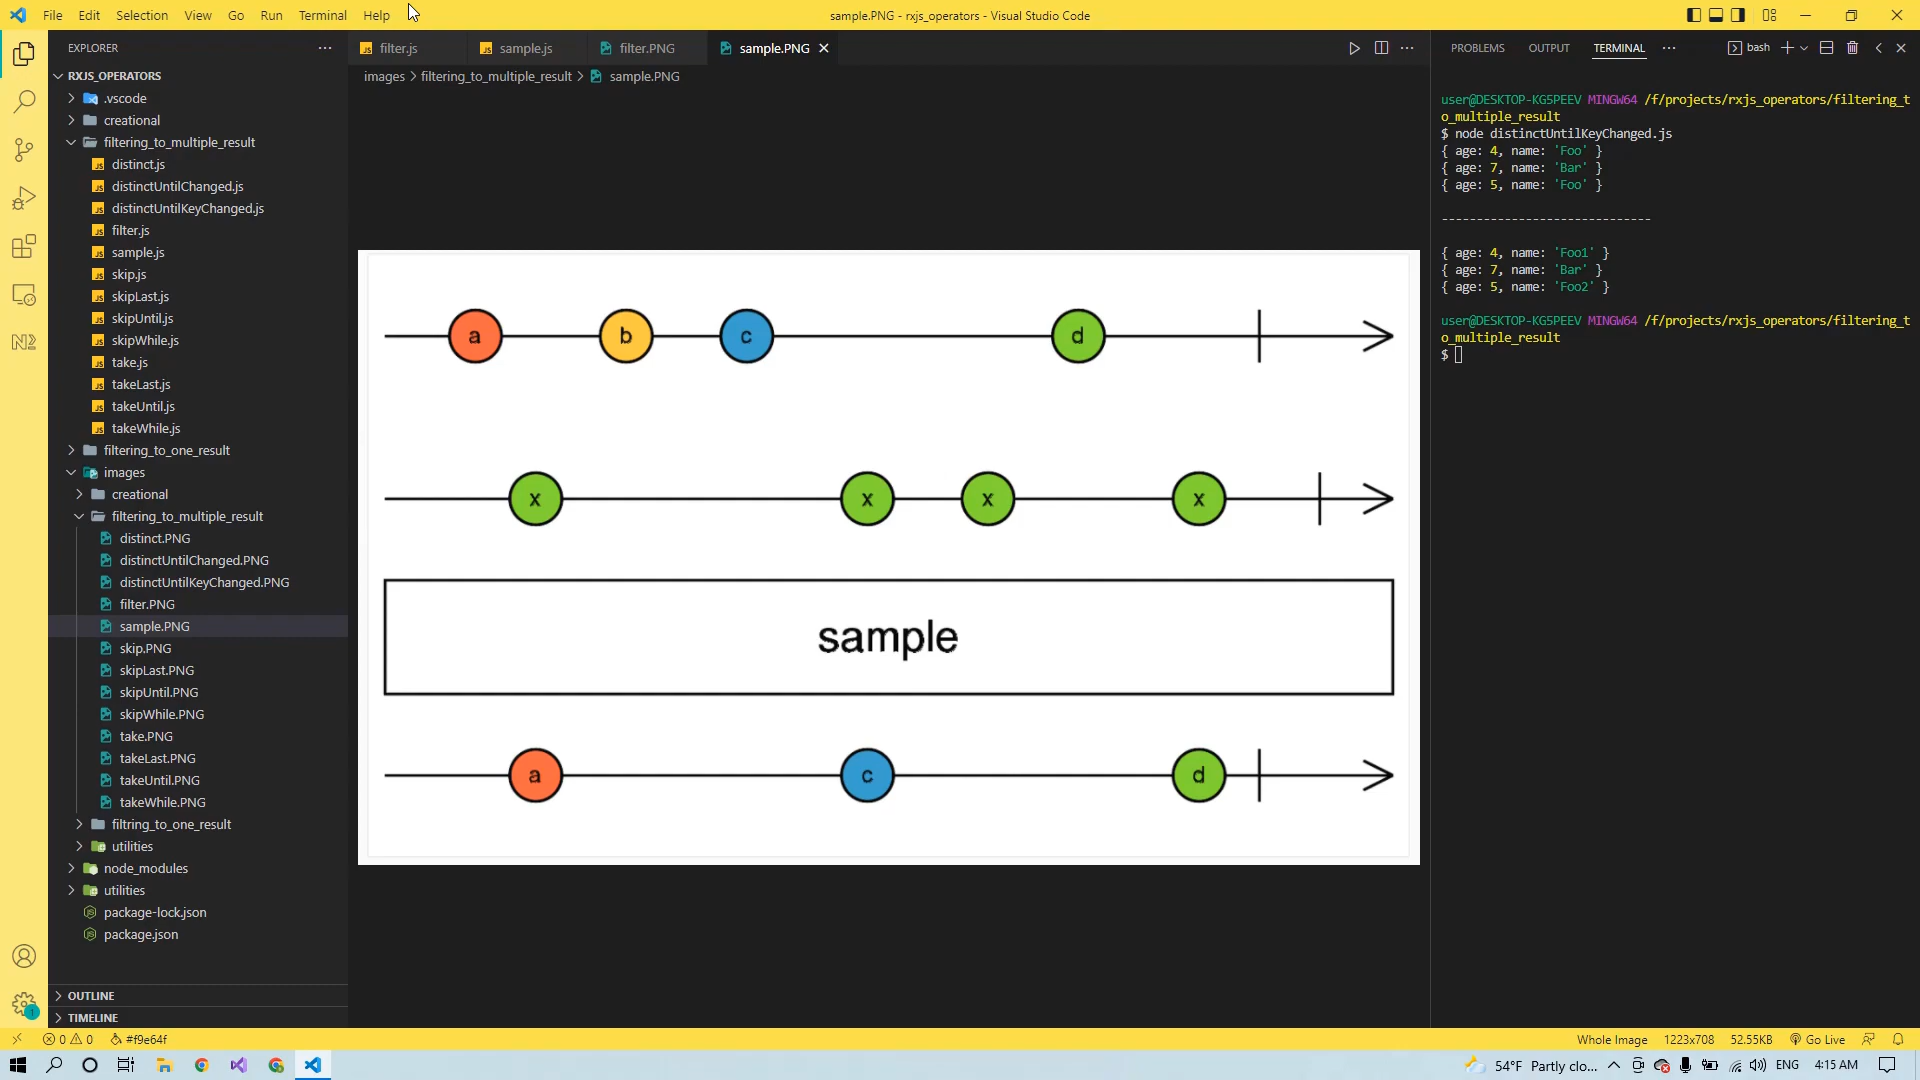 File Edit Selection View Go Run Terminal Help
sample.PNG - rxjs_operators - Visual Studio Code
EXPLORER
RXJS_OPERATORS
.vscode
creational
filtering_to_multiple_result
distinct.js
distinctUntilChanged.js
distinctUntilKeyChanged.js
filter.js
sample.js
skip.js
skipLast.js
skipUntil.js
skipWhile.js
take.js
takeLast.js
takeUntil.js
takeWhile.js
filtering_to_one_result
images
creational
filtering_to_multiple_result
distinct.PNG
distinctUntilChanged.PNG
distinctUntilKeyChanged.PNG
filter.PNG
sample.PNG
skip.PNG
skipLast.PNG
skipUntil.PNG
skipWhile.PNG
take.PNG
takeLast.PNG
takeUntil.PNG
takeWhile.PNG
filtring_to_one_result
utilities
node_modules
utilities
package-lock.json
package.json
OUTLINE
TIMELINE
filter.js sample.js filter.PNG sample.PNG
images > filtering_to_multiple_result > sample.PNG
a b c d
x x x x
sample
a c d
PROBLEMS OUTPUT TERMINAL bash
user@DESKTOP-KG5PEEV MINGW64 /f/projects/rxjs_operators/filtering_t
o_multiple_result
$ node distinctUntilKeyChanged.js
{ age: 4, name: 'Foo' }
{ age: 7, name: 'Bar' }
{ age: 5, name: 'Foo' }
------------------------------
{ age: 4, name: 'Foo1' }
{ age: 7, name: 'Bar' }
{ age: 5, name: 'Foo2' }
user@DESKTOP-KG5PEEV MINGW64 /f/projects/rxjs_operators/filtering_t
o_multiple_result
$
0 0 #f9e64f
Whole Image 1223x708 52.55KB Go Live
54°F Partly clo... ENG 4:15 AM